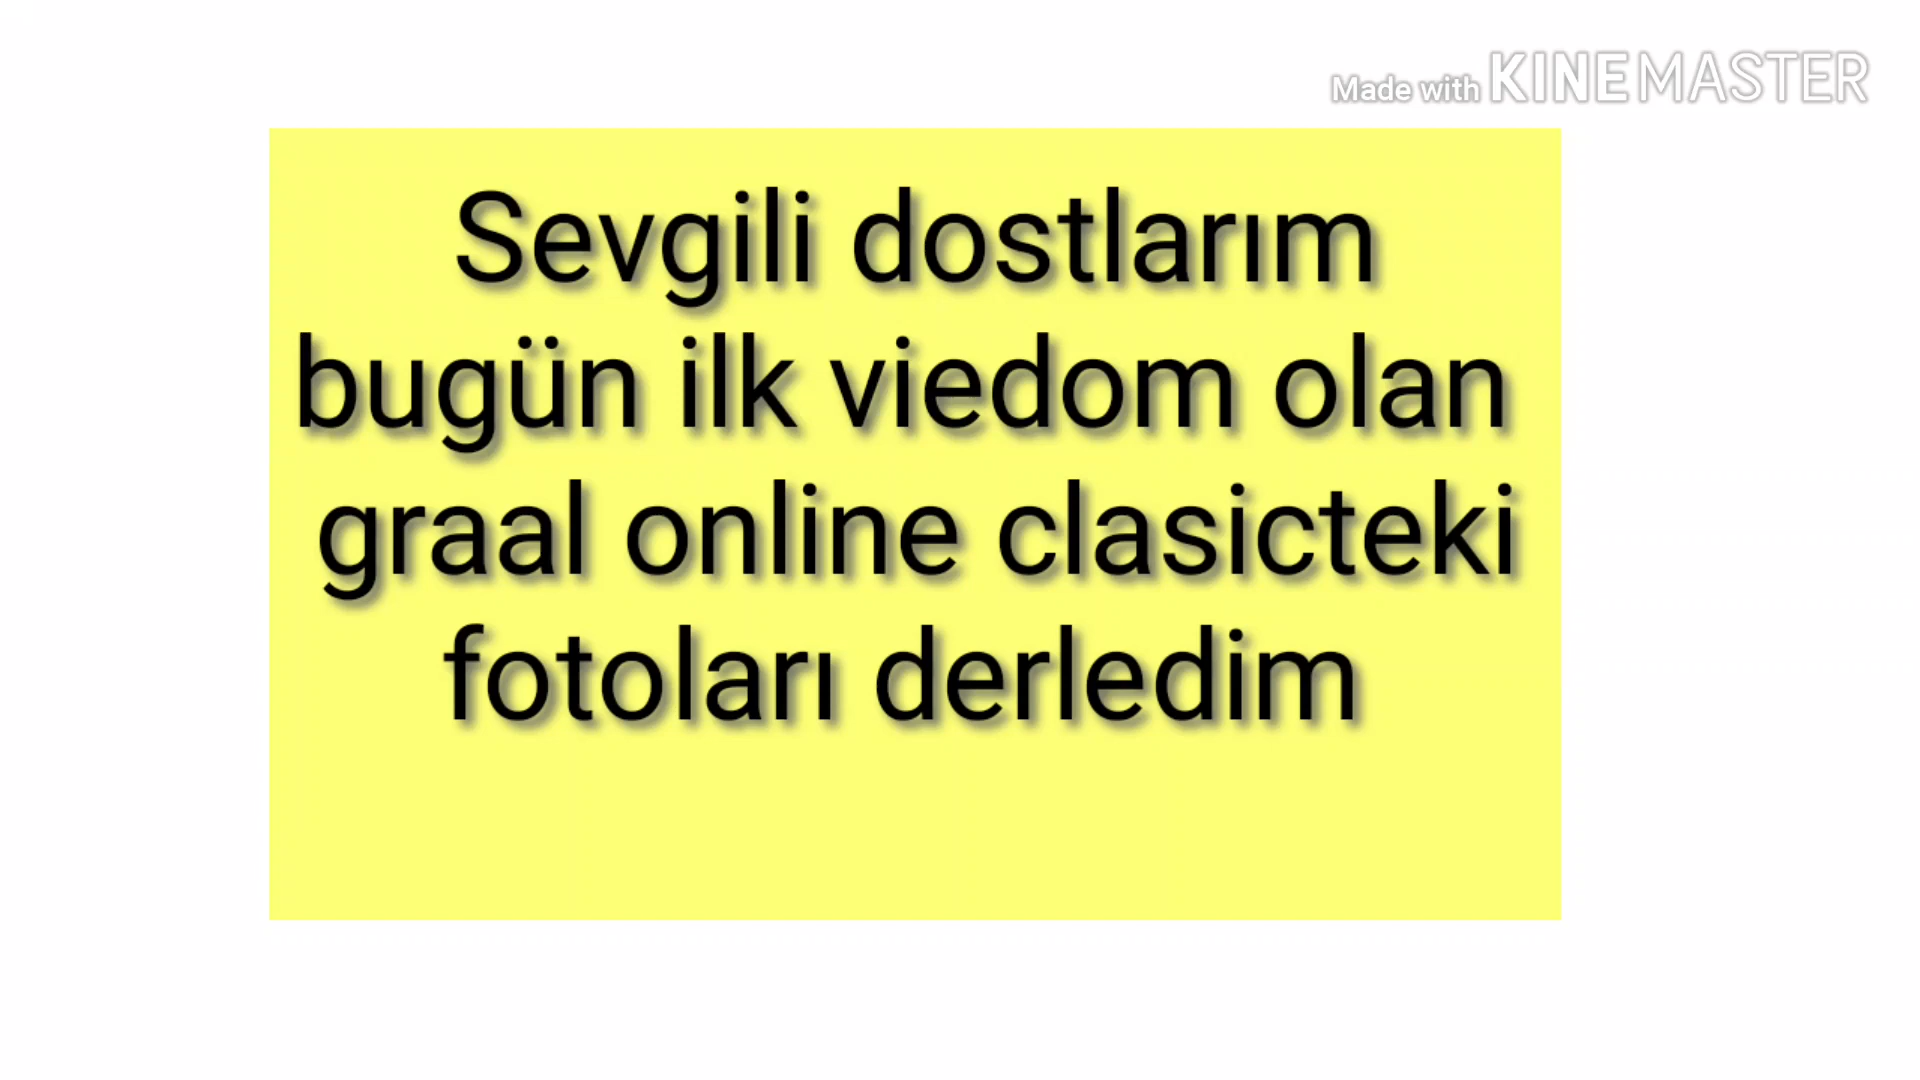 Made with KINEMASTER
Sevgili dostlarım
bugün ilk viedom olan
graal online clasicteki
fotoları derledim